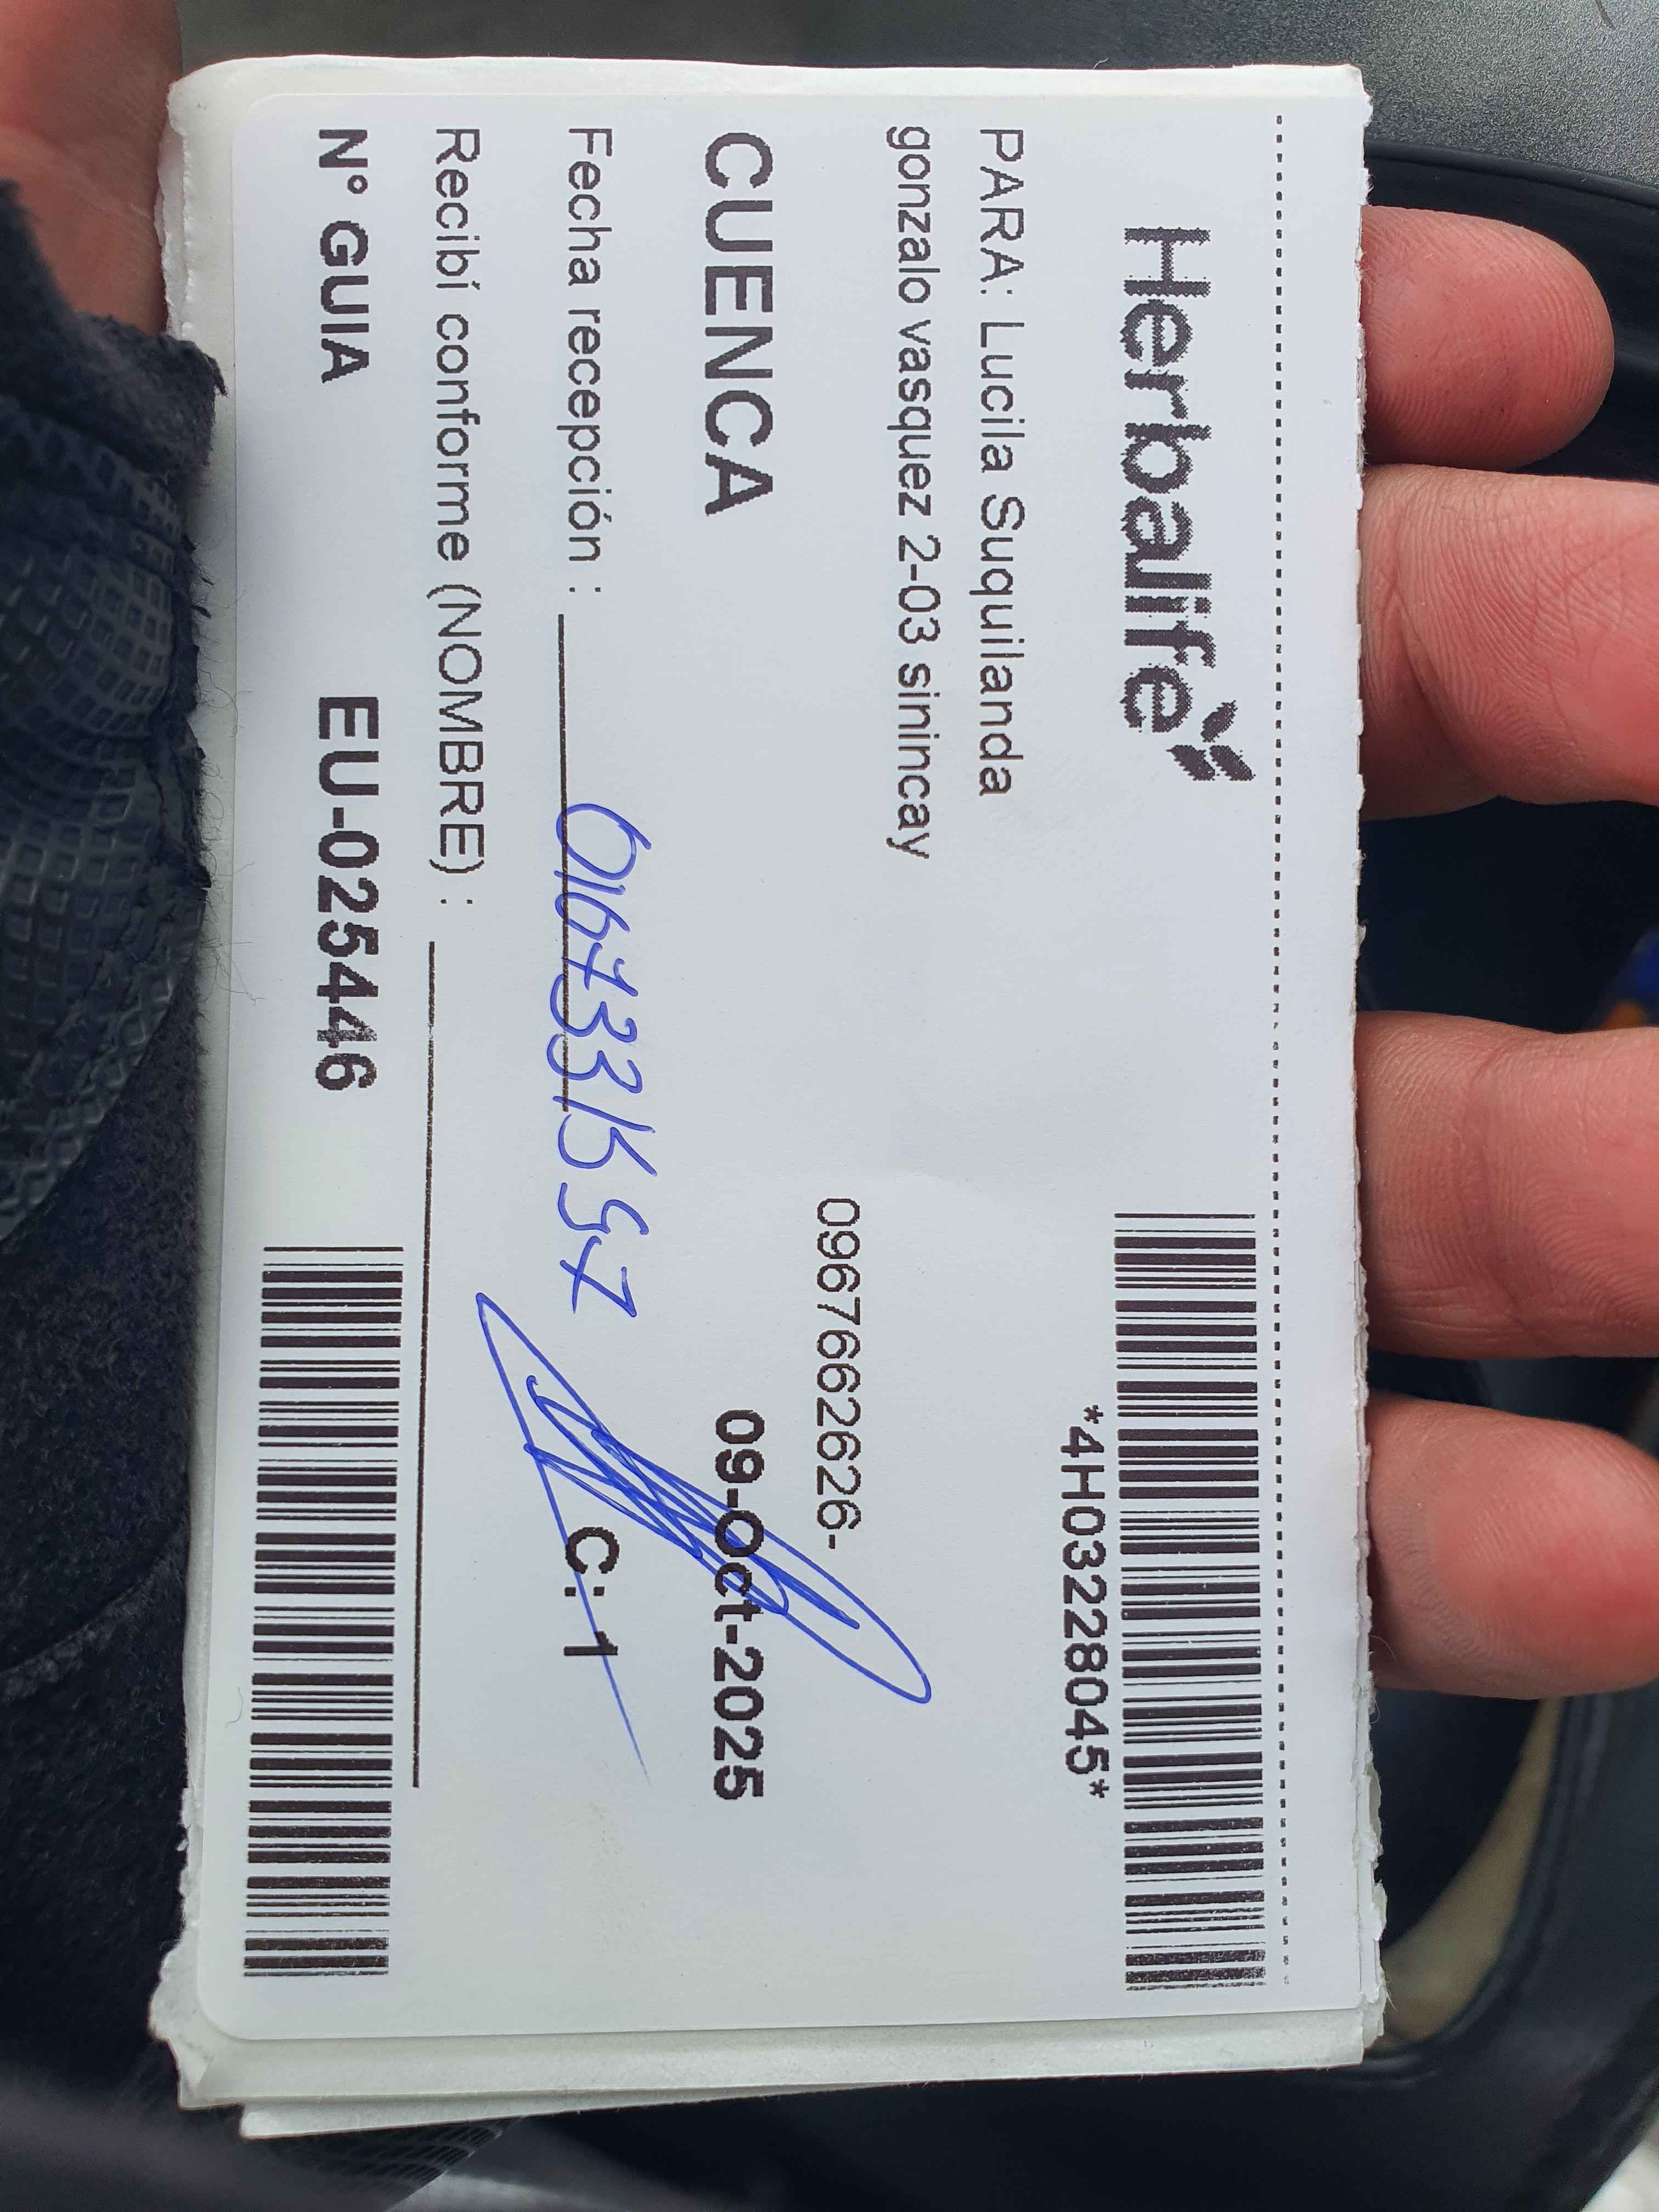 Herbalife
*4H03228045*
PARA: Lucila Suquilanda
gonzalo vasquez 2-03 sinincay
0967662626-
CUENCA 09-Oct-2025
Fecha recepción : C: 1
Recibí conforme (NOMBRE) :
N° GUIA EU-025446